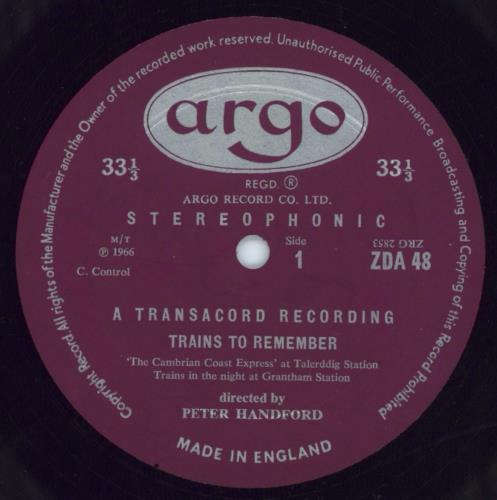 Copyright Record All rights of the Manufacturer and the Owner of the recorded work reserved. Unauthorised Public Performance Broadcasting and Copying of this Record Prohibited
argo
33⅓
33⅓
REGD. ®
ARGO RECORD CO. LTD.
STEREOPHONIC
M/T
℗ 1966
C. Control
Side
1
ZRG 2853
ZDA 48
A TRANSACORD RECORDING
TRAINS TO REMEMBER
'The Cambrian Coast Express' at Talerddig Station
Trains in the night at Grantham Station
directed by
PETER HANDFORD
MADE IN ENGLAND